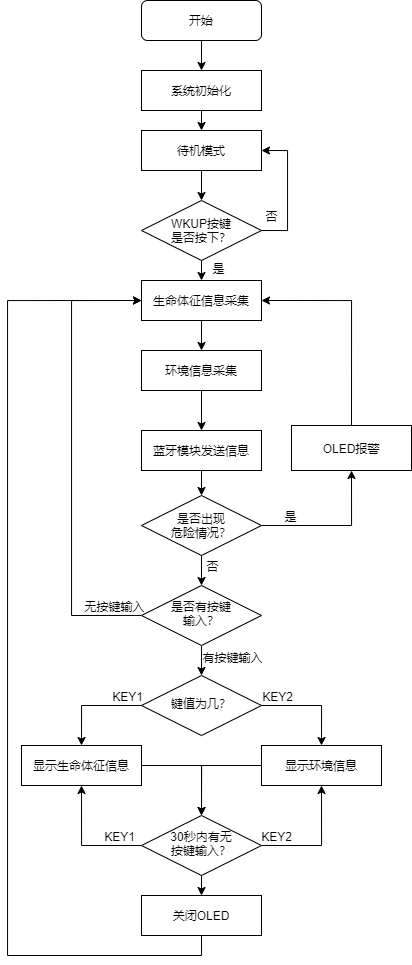 开始
系统初始化
待机模式
WKUP按键
是否按下?
否
是
生命体征信息采集
环境信息采集
蓝牙模块发送信息
OLED报警
是否出现
危险情况?
是
否
无按键输入
是否有按键
输入?
有按键输入
KEY1
键值为几?
KEY2
显示生命体征信息
显示环境信息
KEY1
30秒内有无
按键输入?
KEY2
关闭OLED